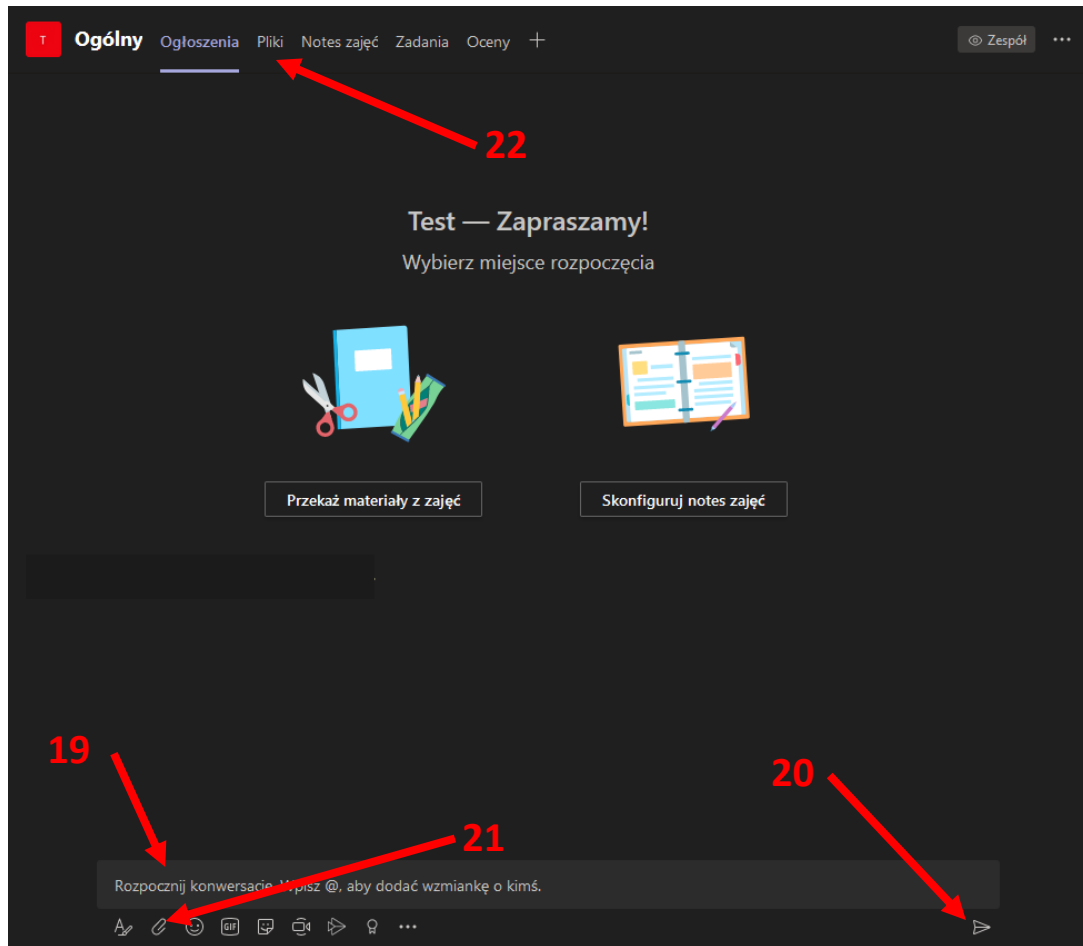 T Ogólny Ogłoszenia Pliki Notes zajęć Zadania Oceny + Zespół
22
Test — Zapraszamy!
Wybierz miejsce rozpoczęcia
Przekaż materiały z zajęć Skonfiguruj notes zajęć
19
20
21
Rozpocznij konwersację. Wpisz @, aby dodać wzmiankę o kimś.
GIF